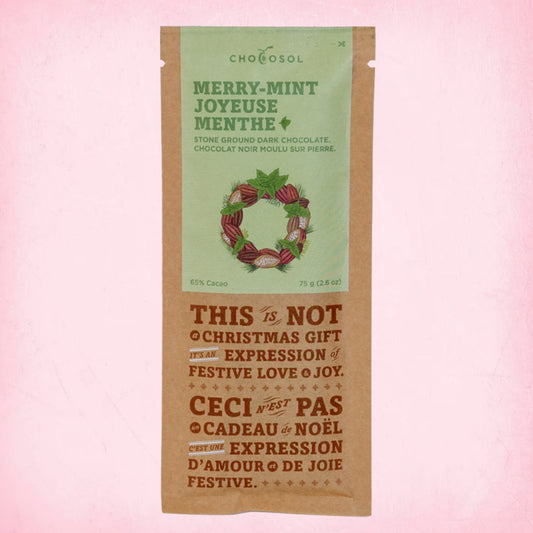 CHOCOSOL
MERRY-MINT
JOYEUSE
MENTHE
STONE GROUND DARK CHOCOLATE.
CHOCOLAT NOIR MOULU SUR PIERRE.
65% Cacao 75 g (2.6 oz)
THIS IS NOT
a CHRISTMAS GIFT
IT'S AN EXPRESSION of
FESTIVE LOVE & JOY.
CECI N'EST PAS
un CADEAU de NOËL
C'EST UNE EXPRESSION
D'AMOUR et DE JOIE
FESTIVE.